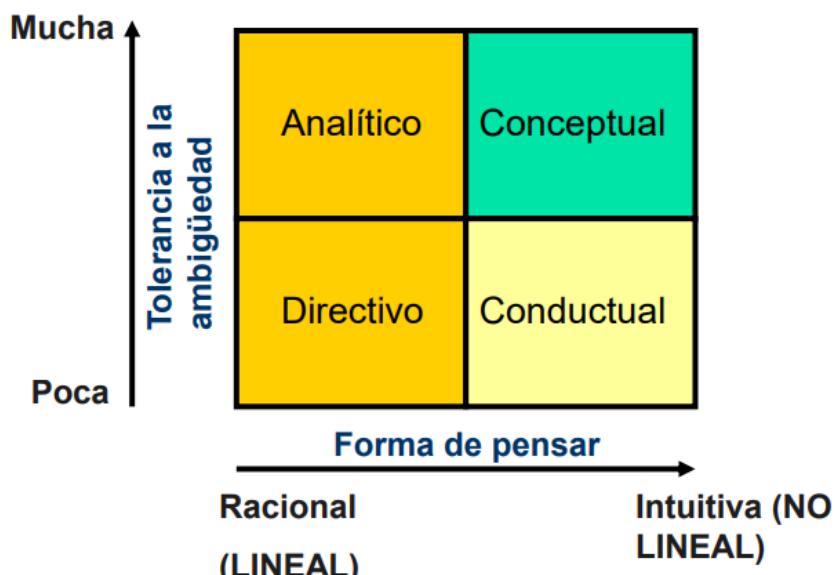 Mucha
Tolerancia a la
ambigüedad
Analítico
Conceptual
Directivo
Conductual
Poca
Forma de pensar
Racional
(LINEAL)
Intuitiva (NO
LINEAL)